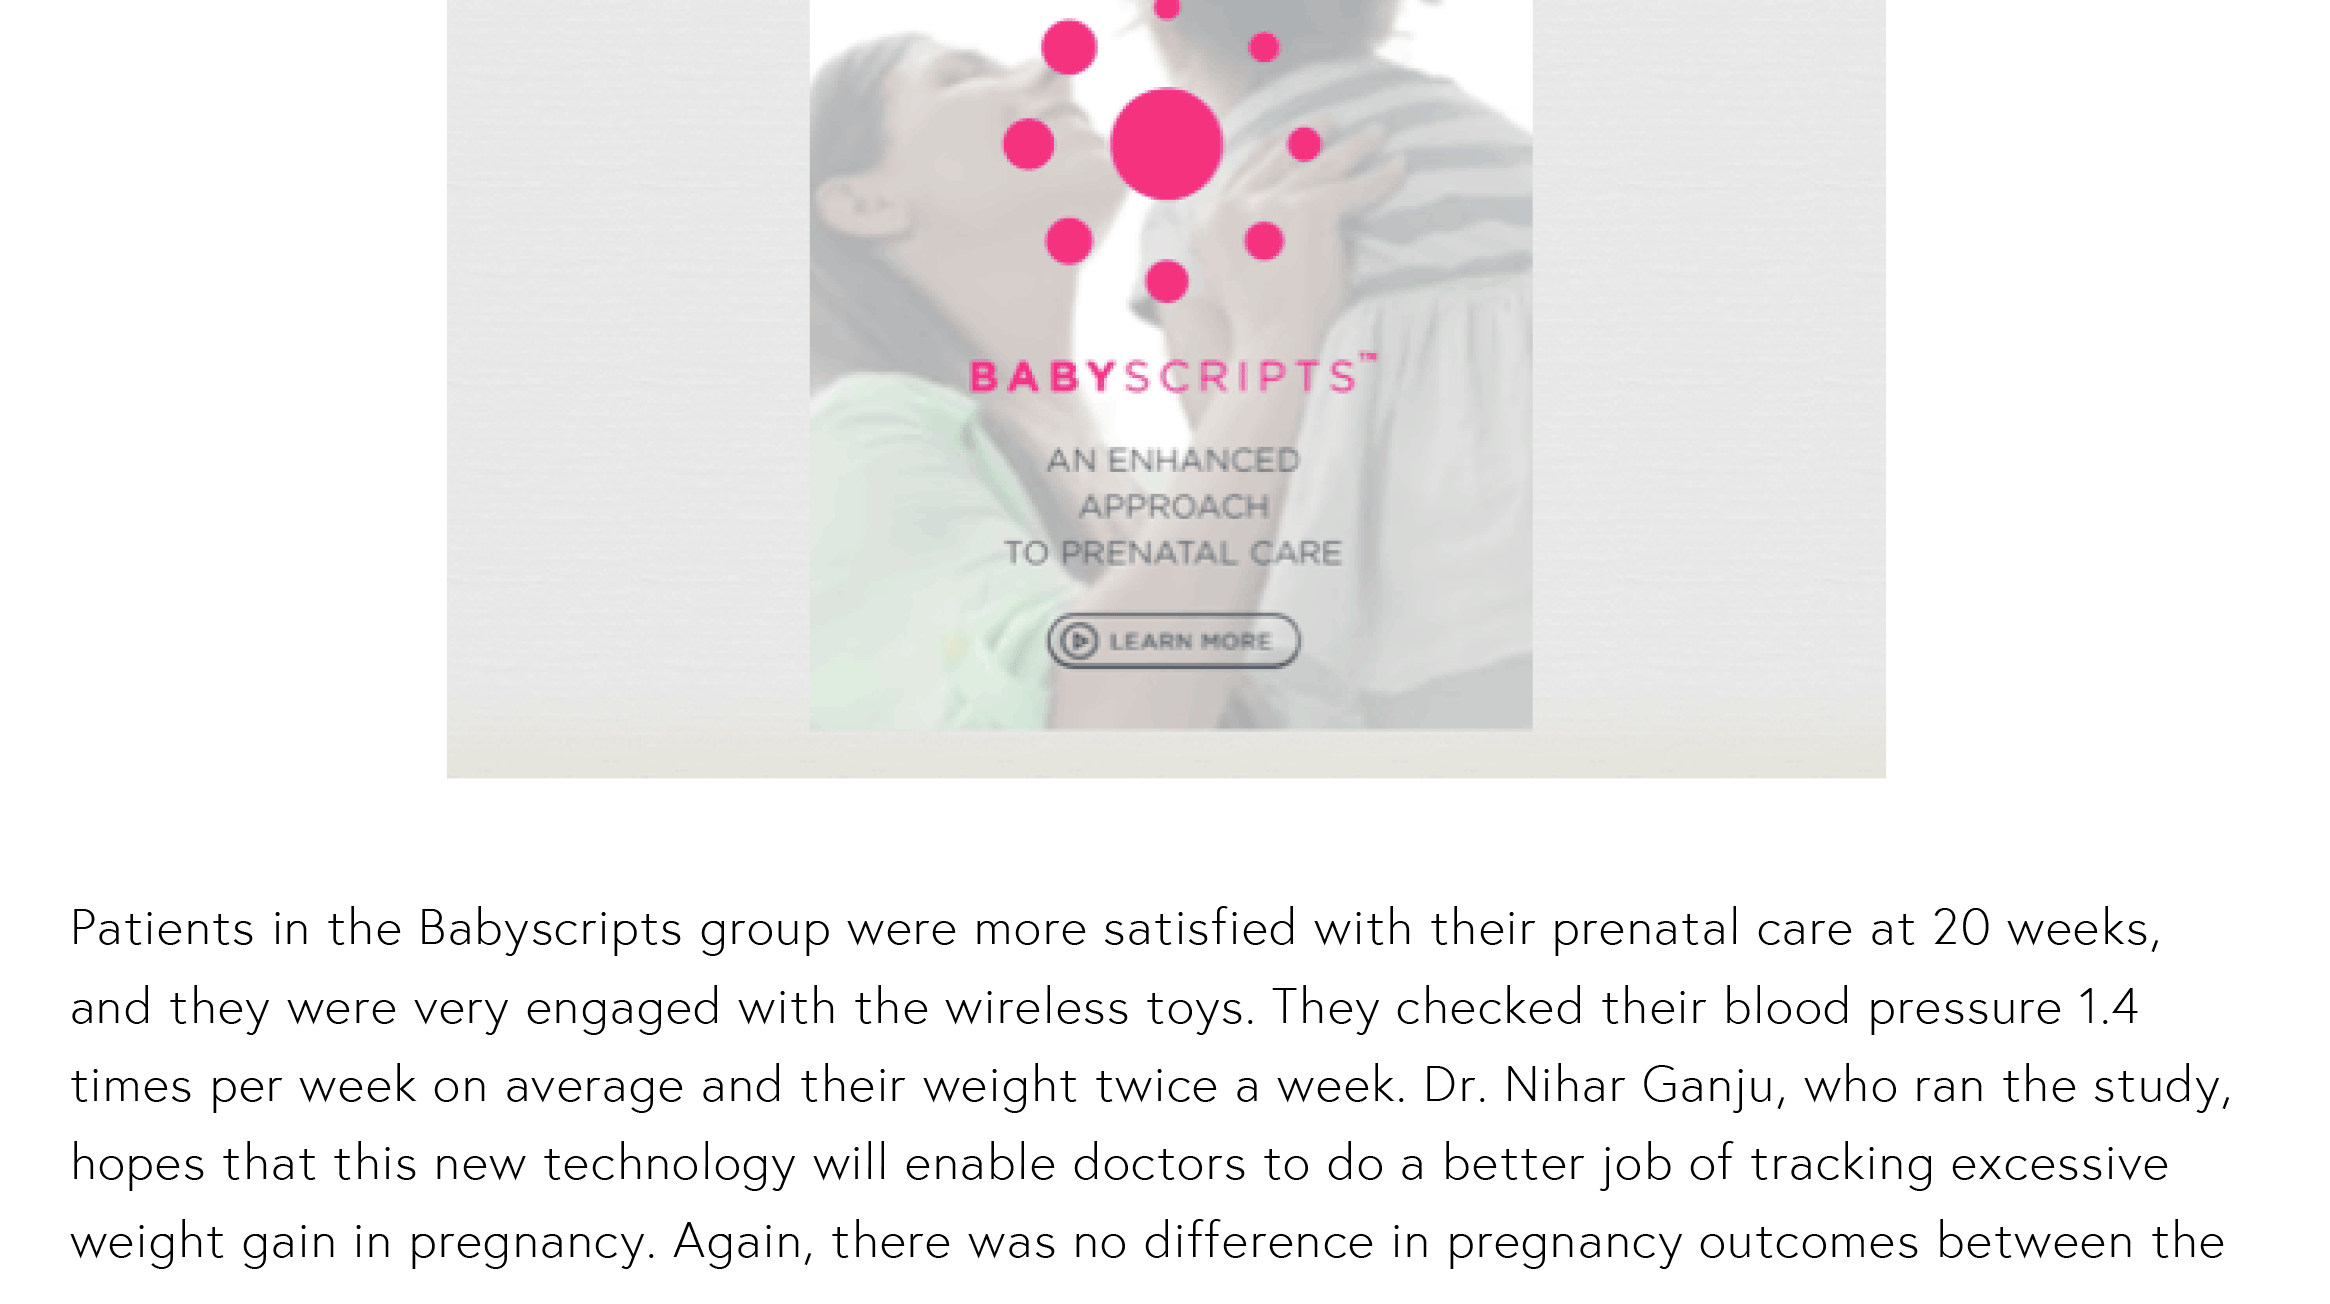 BABYSCRIPTS™
AN ENHANCED
APPROACH
TO PRENATAL CARE
LEARN MORE
Patients in the Babyscripts group were more satisfied with their prenatal care at 20 weeks,
and they were very engaged with the wireless toys. They checked their blood pressure 1.4
times per week on average and their weight twice a week. Dr. Nihar Ganju, who ran the study,
hopes that this new technology will enable doctors to do a better job of tracking excessive
weight gain in pregnancy. Again, there was no difference in pregnancy outcomes between the